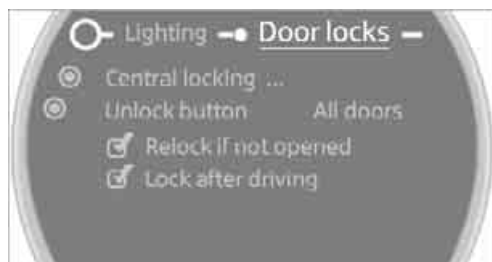 Lighting Door locks
Central locking ...
Unlock button All doors
Relock if not opened
Lock after driving